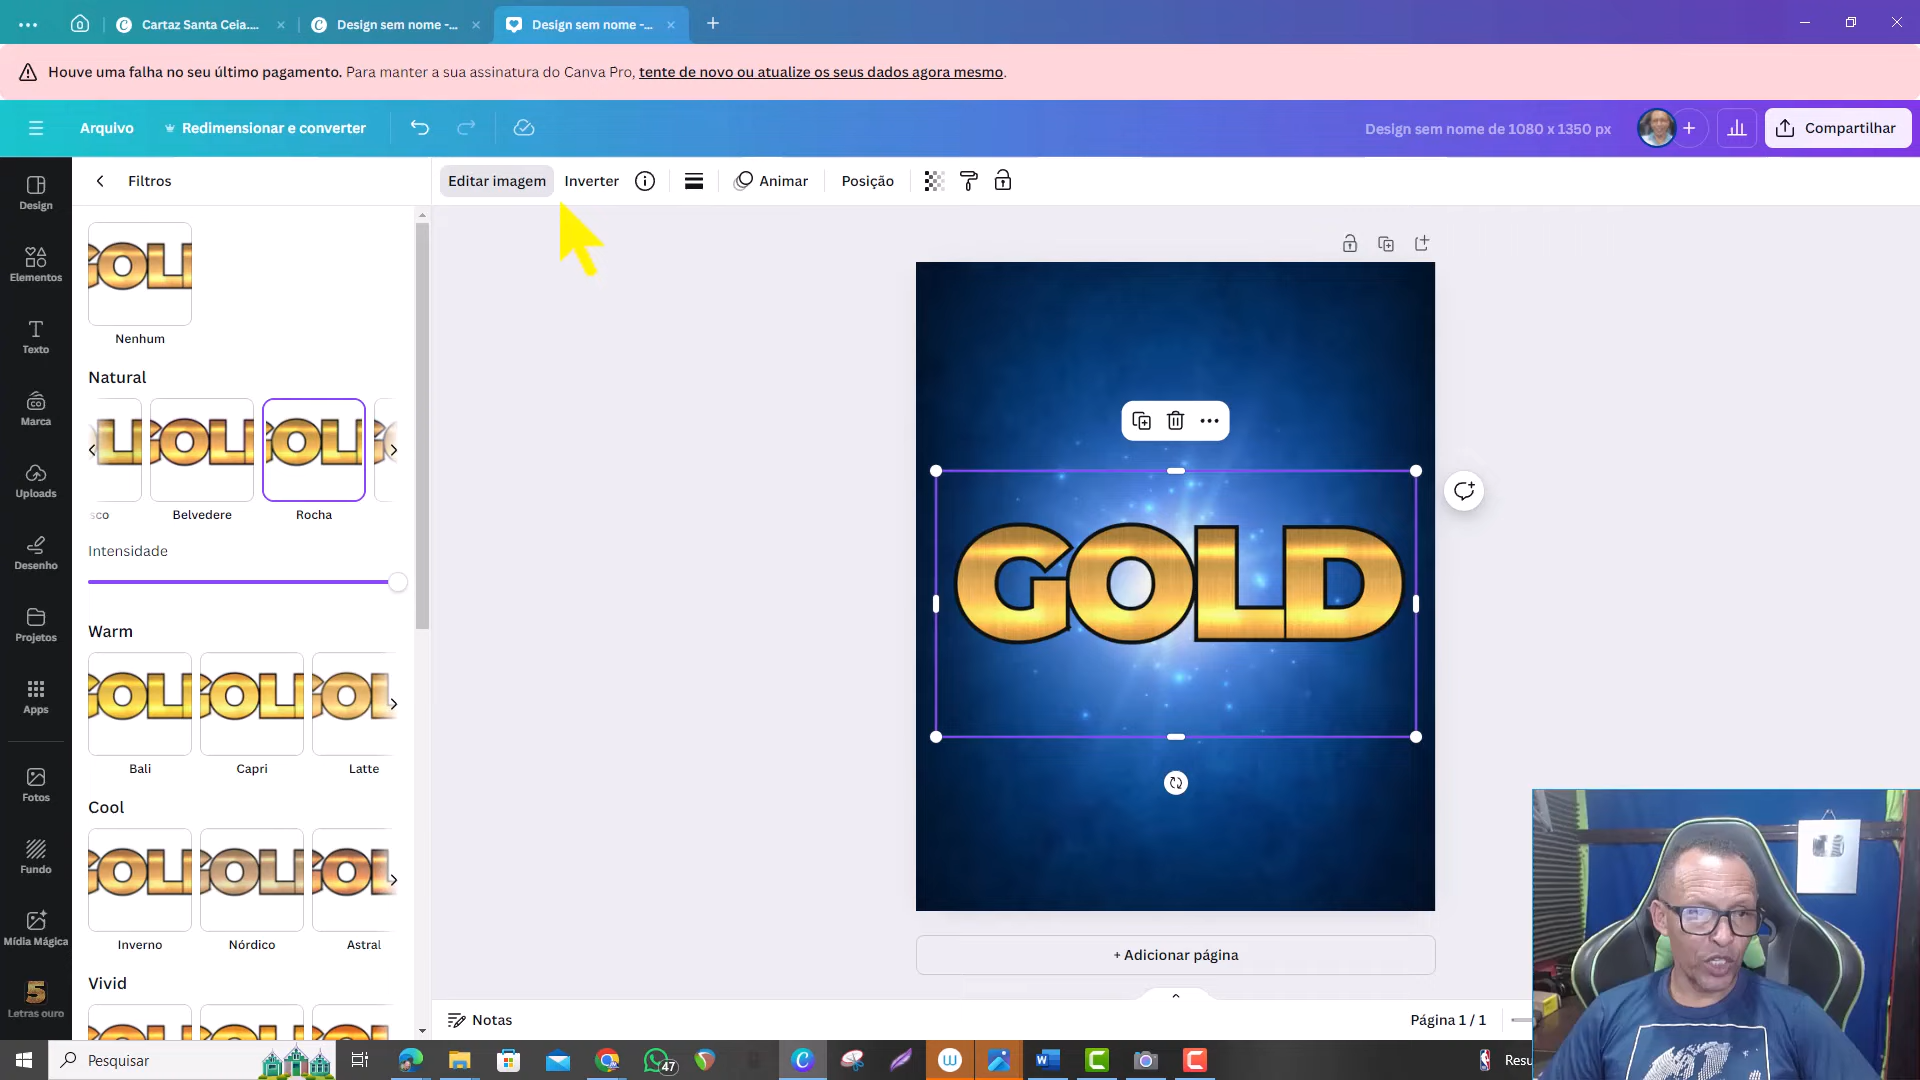 Cartaz Santa Ceia....
Design sem nome -...
Design sem nome -...
Houve uma falha no seu último pagamento. Para manter a sua assinatura do Canva Pro, tente de novo ou atualize os seus dados agora mesmo.
Arquivo
Redimensionar e converter
Design sem nome de 1080 x 1350 px
Compartilhar
Filtros
Editar imagem
Inverter
Animar
Posição
Design
Elementos
Texto
Marca
Uploads
Desenho
Projetos
Apps
Fotos
Fundo
Mídia Mágica
Letras ouro
Nenhum
Natural
sco
Belvedere
Rocha
Intensidade
Warm
Bali
Capri
Latte
Cool
Inverno
Nórdico
Astral
Vivid
GOLD
+ Adicionar página
Notas
Página 1 / 1
Pesquisar
47
Resu